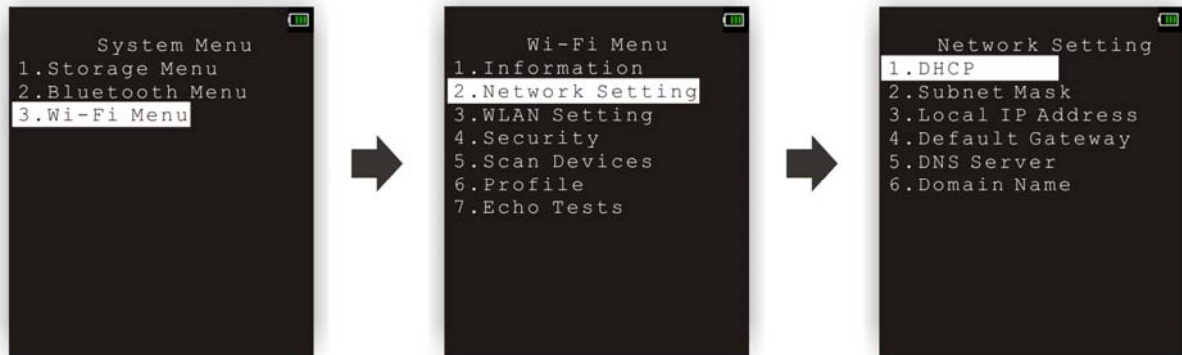 System Menu
1.Storage Menu
2.Bluetooth Menu
3.Wi-Fi Menu
Wi-Fi Menu
1.Information
2.Network Setting
3.WLAN Setting
4.Security
5.Scan Devices
6.Profile
7.Echo Tests
Network Setting
1.DHCP
2.Subnet Mask
3.Local IP Address
4.Default Gateway
5.DNS Server
6.Domain Name